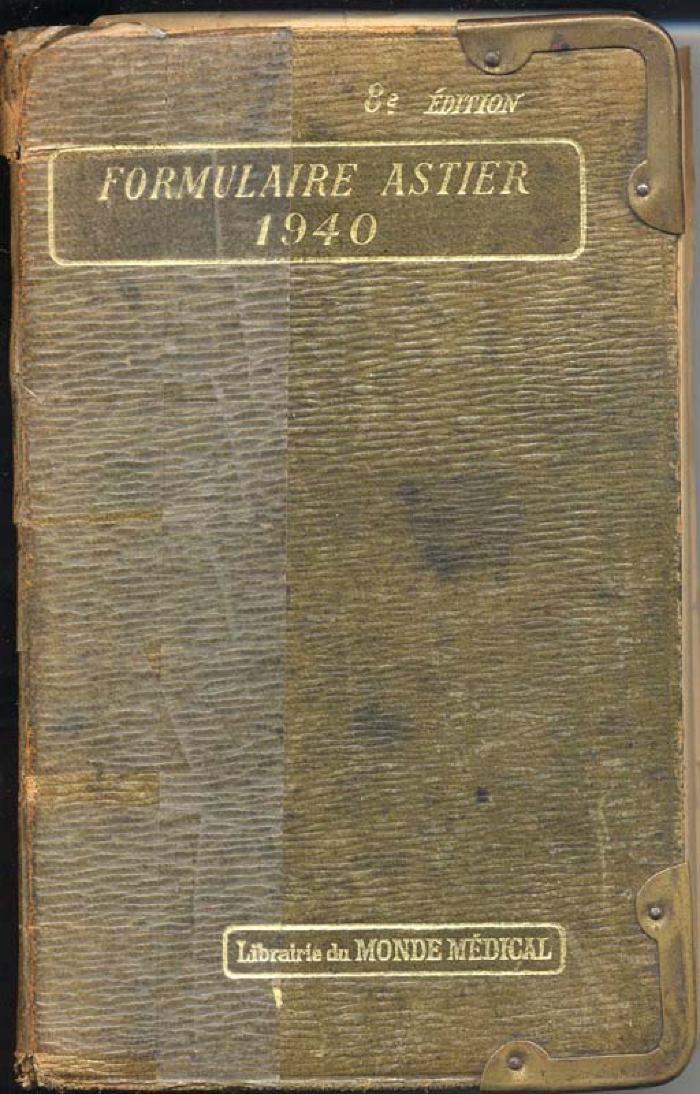 8e ÉDITION
FORMULAIRE ASTIER
1940
Librairie du MONDE MÉDICAL